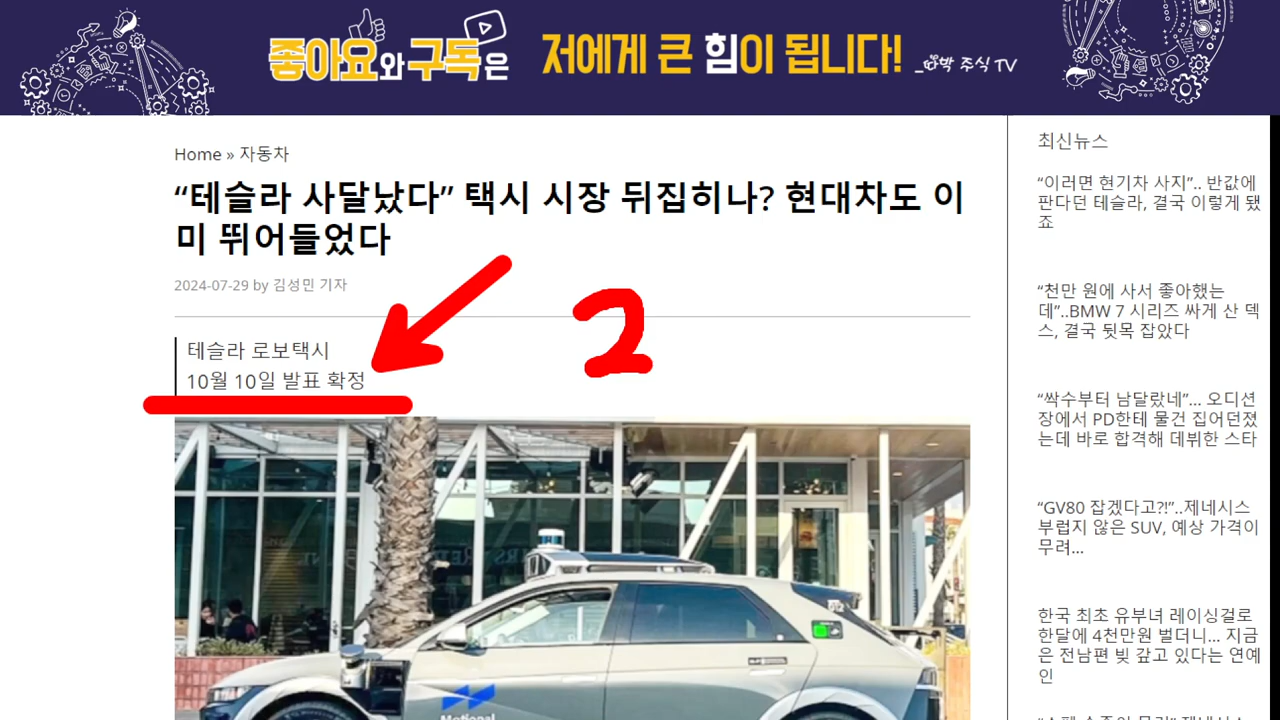 좋아요와 구독은 저에게 큰 힘이 됩니다!
박 주식 TV
Home » 자동차
“테슬라 사달났다” 택시 시장 뒤집히나? 현대차도 이
미 뛰어들었다
2024-07-29 by 김성민 기자
2
테슬라 로보택시
10월 10일 발표 확정
Motional
최신뉴스
“이러면 현기차 사지”.. 반값에
판다던 테슬라, 결국 이렇게 됐
죠
“천만 원에 사서 좋아했는
데”..BMW 7 시리즈 싸게 산 덱
스, 결국 뒷목 잡았다
“싹수부터 남달랐네”... 오디션
장에서 PD한테 물건 집어던졌
는데 바로 합격해 데뷔한 스타
“GV80 잡겠다고?!”..제네시스
부럽지 않은 SUV, 예상 가격이
무려...
한국 최초 유부녀 레이싱걸로
한달에 4천만원 벌더니... 지금
은 전남편 빚 갚고 있다는 연예
인